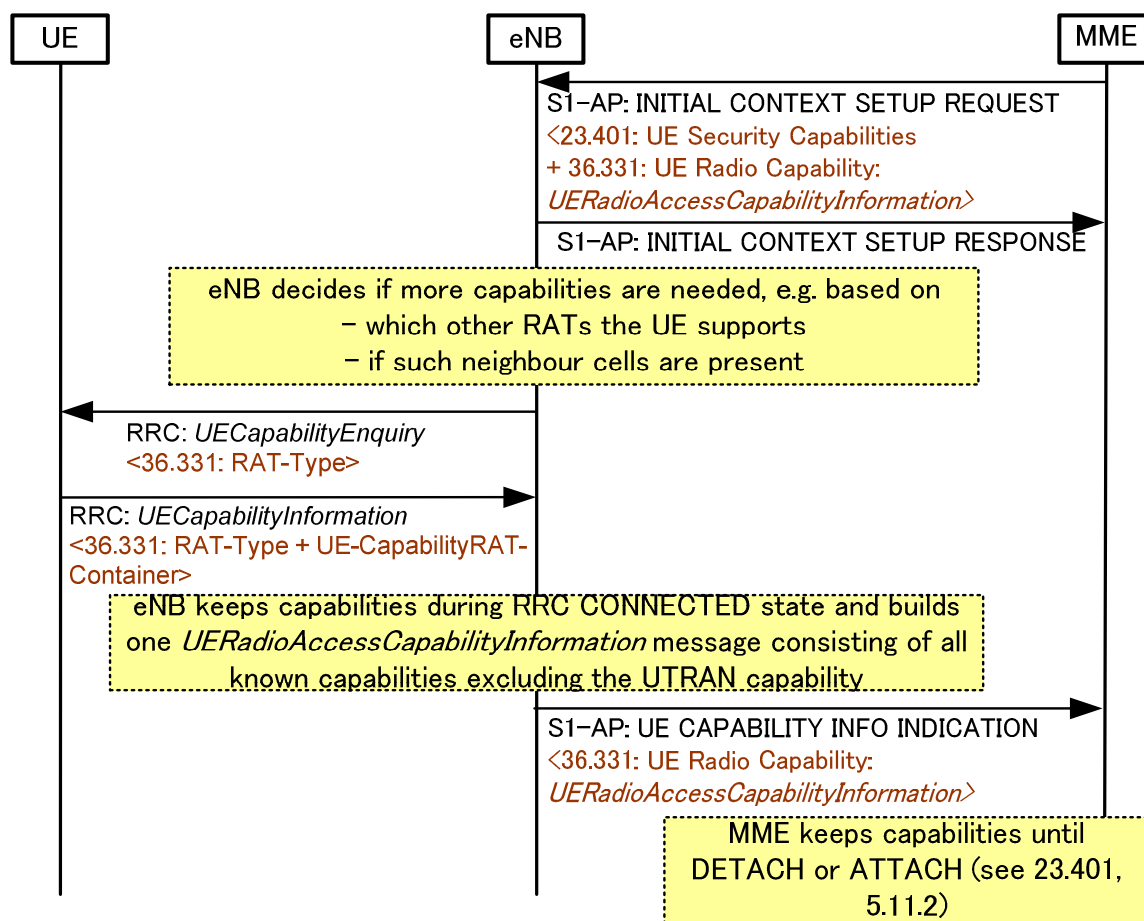 UE
eNB
MME
S1-AP: INITIAL CONTEXT SETUP REQUEST
<23.401: UE Security Capabilities
+ 36.331: UE Radio Capability:
UERadioAccessCapabilityInformation>
S1-AP: INITIAL CONTEXT SETUP RESPONSE
eNB decides if more capabilities are needed, e.g. based on
- which other RATs the UE supports
- if such neighbour cells are present
RRC: UECapabilityEnquiry
<36.331: RAT-Type>
RRC: UECapabilityInformation
<36.331: RAT-Type + UE-CapabilityRAT-
Container>
eNB keeps capabilities during RRC CONNECTED state and builds
one UERadioAccessCapabilityInformation message consisting of all
known capabilities excluding the UTRAN capability
S1-AP: UE CAPABILITY INFO INDICATION
<36.331: UE Radio Capability:
UERadioAccessCapabilityInformation>
MME keeps capabilities until
DETACH or ATTACH (see 23.401,
5.11.2)